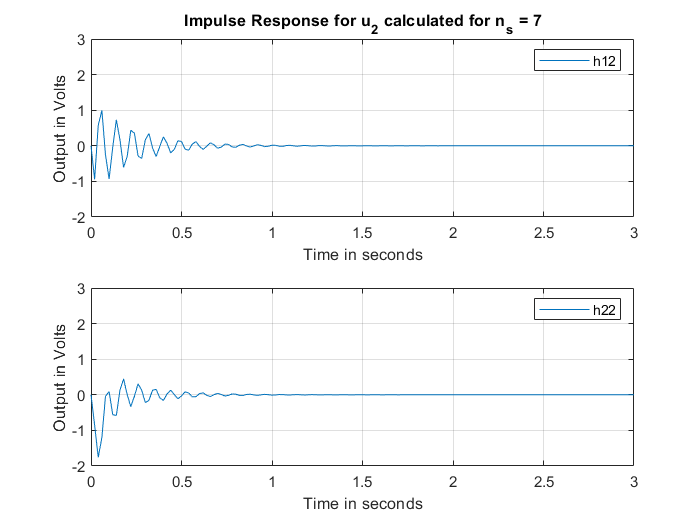 Impulse Response for u2 calculated for ns = 7
3
2
1
0
-1
-2
Output in Volts
h12
0 0.5 1 1.5 2 2.5 3
Time in seconds
3
2
1
0
-1
-2
Output in Volts
h22
0 0.5 1 1.5 2 2.5 3
Time in seconds